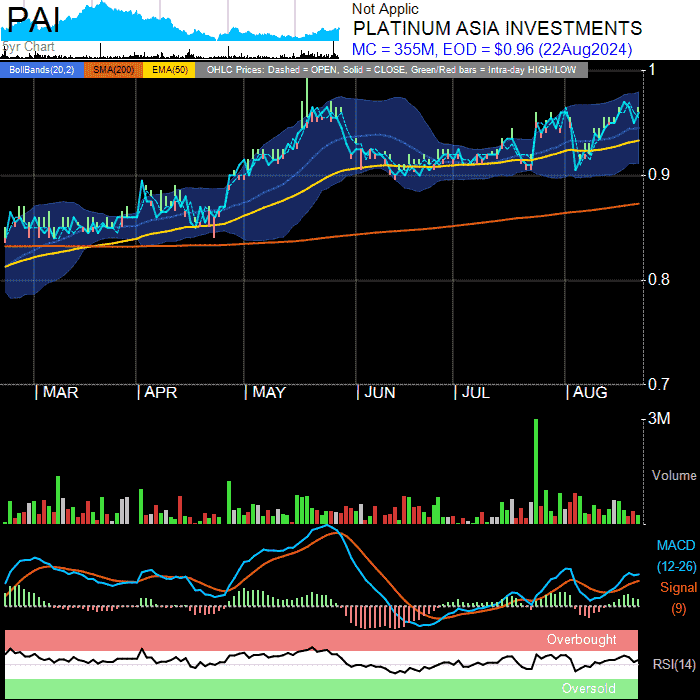 PAI
5yr Chart
Not Applic
PLATINUM ASIA INVESTMENTS
MC = 355M, EOD = $0.96 (22Aug2024)
BollBands(20,2) SMA(200) EMA(50) OHLC Prices: Dashed = OPEN, Solid = CLOSE, Green/Red bars = Intra-day HIGH/LOW
1
0.9
0.8
0.7
| MAR | APR | MAY | JUN | JUL | AUG
3M
Volume
MACD
(12-26)
Signal
(9)
Overbought
RSI(14)
Oversold